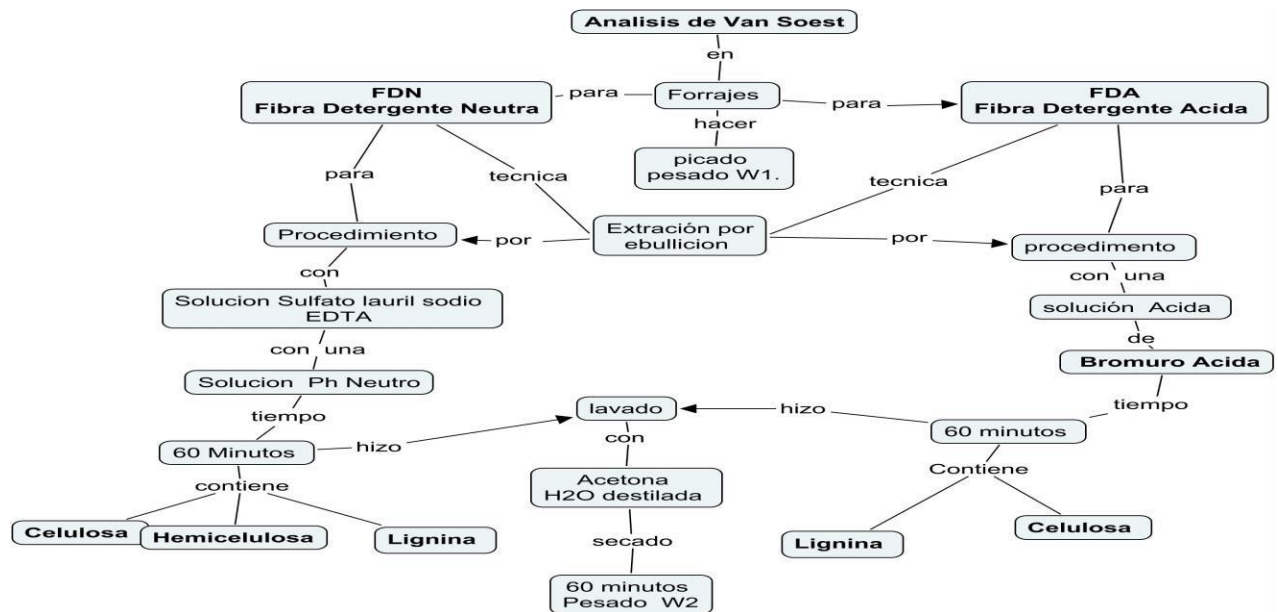 Analisis de Van Soest
en
FDN
Fibra Detergente Neutra
para
Forrajes
para
FDA
Fibra Detergente Acida
hacer
picado
pesado W1.
para
tecnica
tecnica
para
Procedimiento
por
Extración por
ebullicion
por
procedimento
con
con una
Solucion Sulfato lauril sodio
EDTA
solución Acida
con una
de
Solucion Ph Neutro
Bromuro Acida
tiempo
lavado
hizo
tiempo
60 Minutos
hizo
con
60 minutos
contiene
Acetona
H2O destilada
Contiene
Celulosa
Hemicelulosa
Lignina
secado
Lignina
Celulosa
60 minutos
Pesado W2